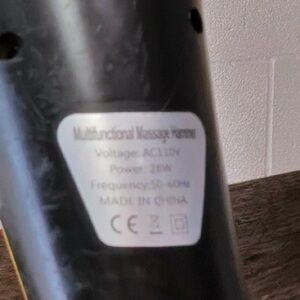 Multifunctional Massage Hammer
Voltage: AC110V
Power: 28W
Frequency:50-60Hz
MADE IN CHINA
CE